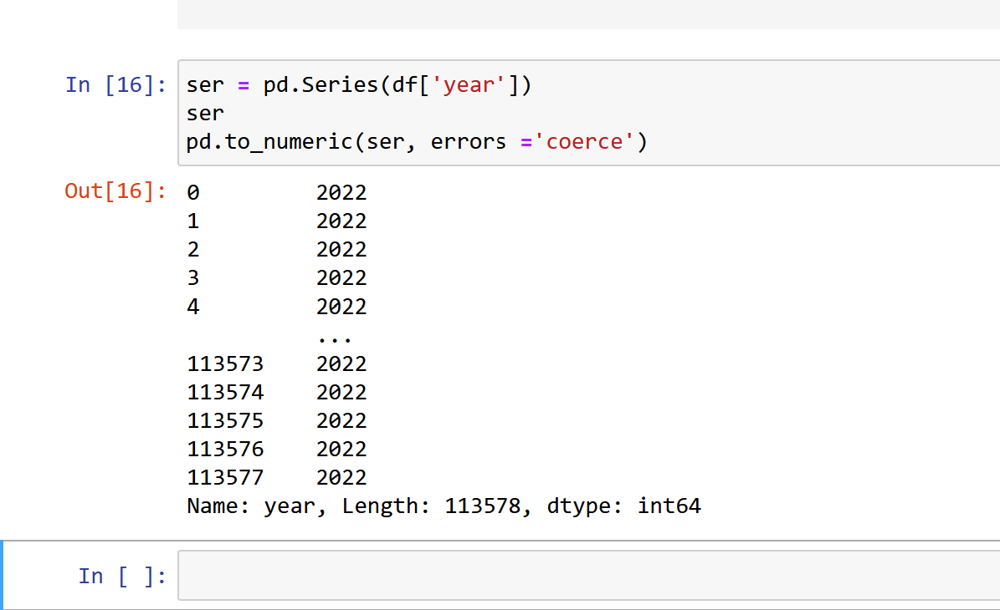 In [16]: ser = pd.Series(df['year'])
ser
pd.to_numeric(ser, errors ='coerce')
Out[16]: 0         2022
1         2022
2         2022
3         2022
4         2022
...
113573    2022
113574    2022
113575    2022
113576    2022
113577    2022
Name: year, Length: 113578, dtype: int64
In [ ]: